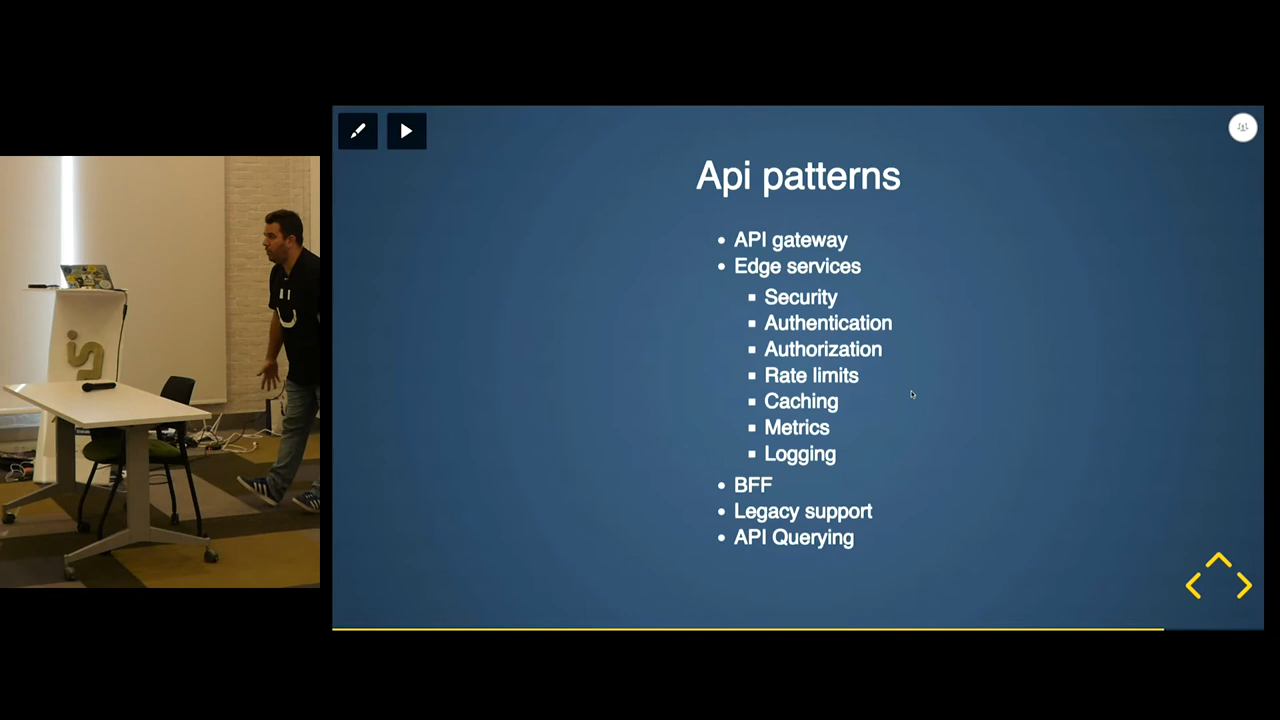 Api patterns
API gateway
Edge services
Security
Authentication
Authorization
Rate limits
Caching
Metrics
Logging
BFF
Legacy support
API Querying